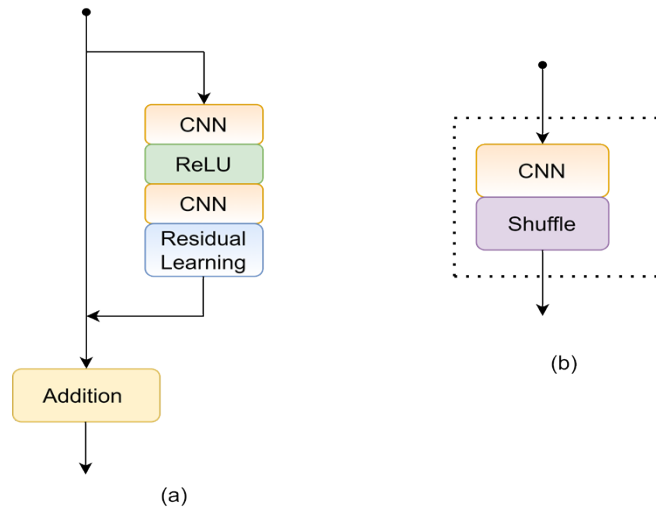 CNN
ReLU
CNN
Residual
Learning
Addition
(a)
CNN
Shuffle
(b)